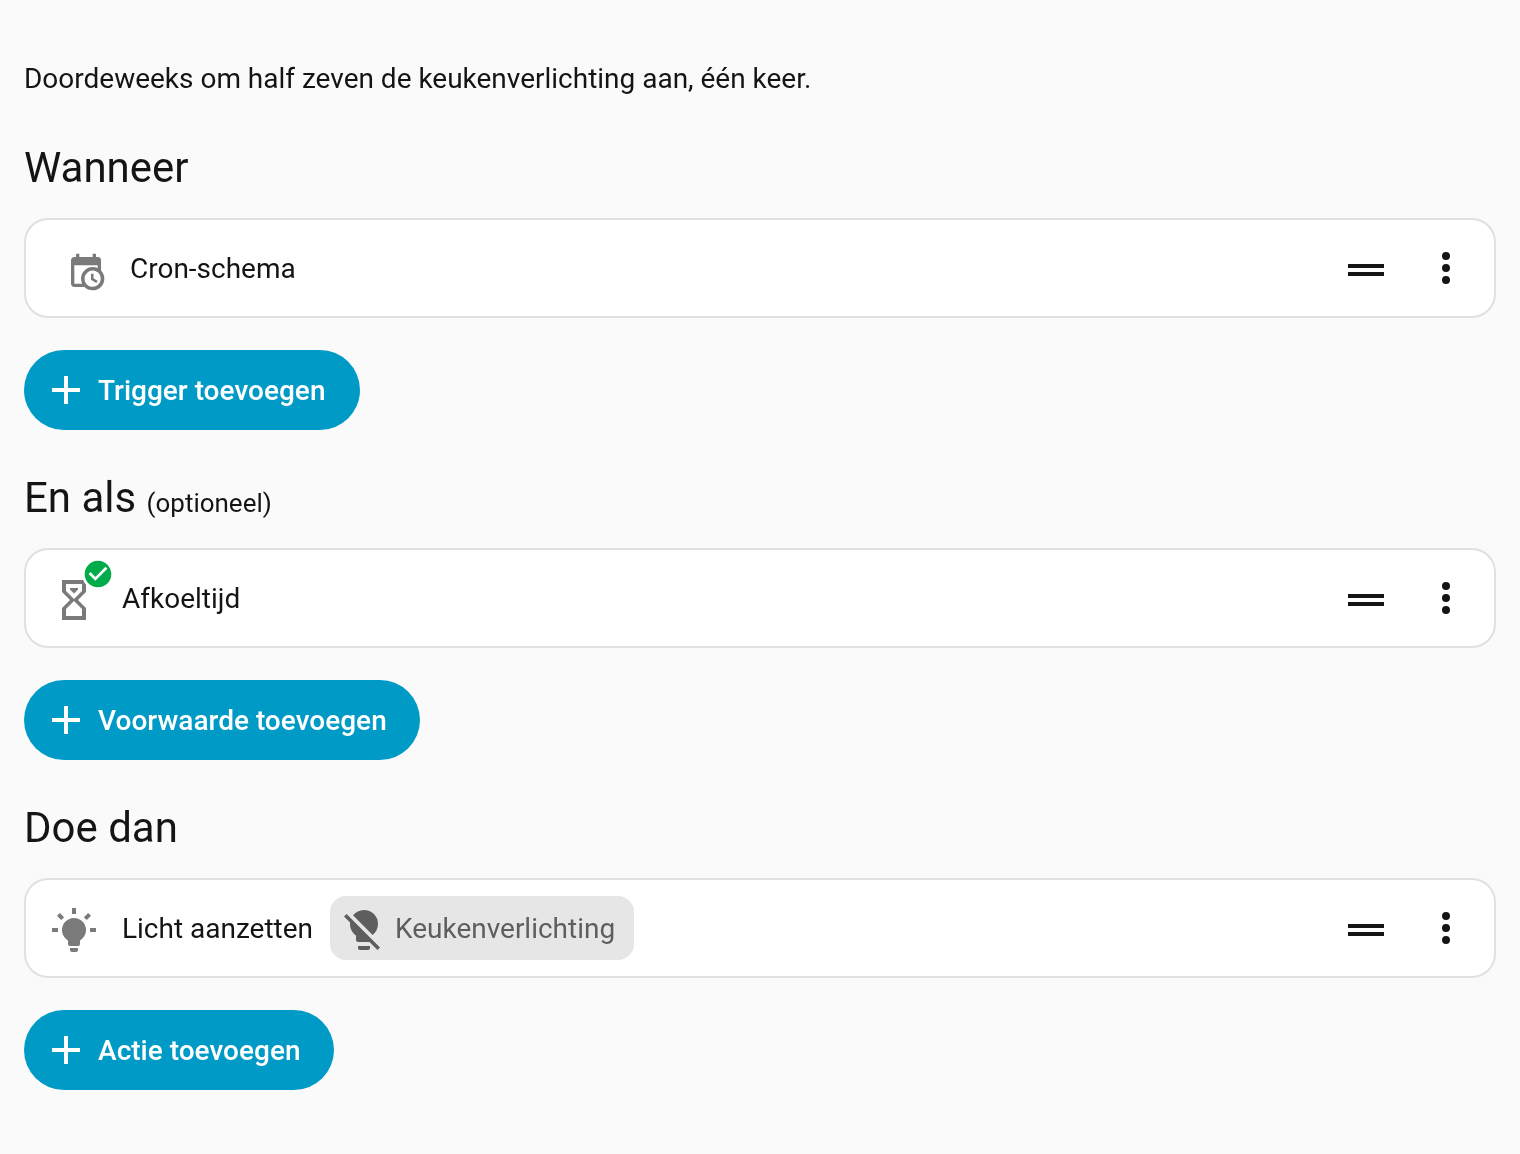 Doordeweeks om half zeven de keukenverlichting aan, één keer.
Wanneer
Cron-schema
Trigger toevoegen
En als (optioneel)
Afkoeltijd
Voorwaarde toevoegen
Doe dan
Licht aanzetten Keukenverlichting
Actie toevoegen